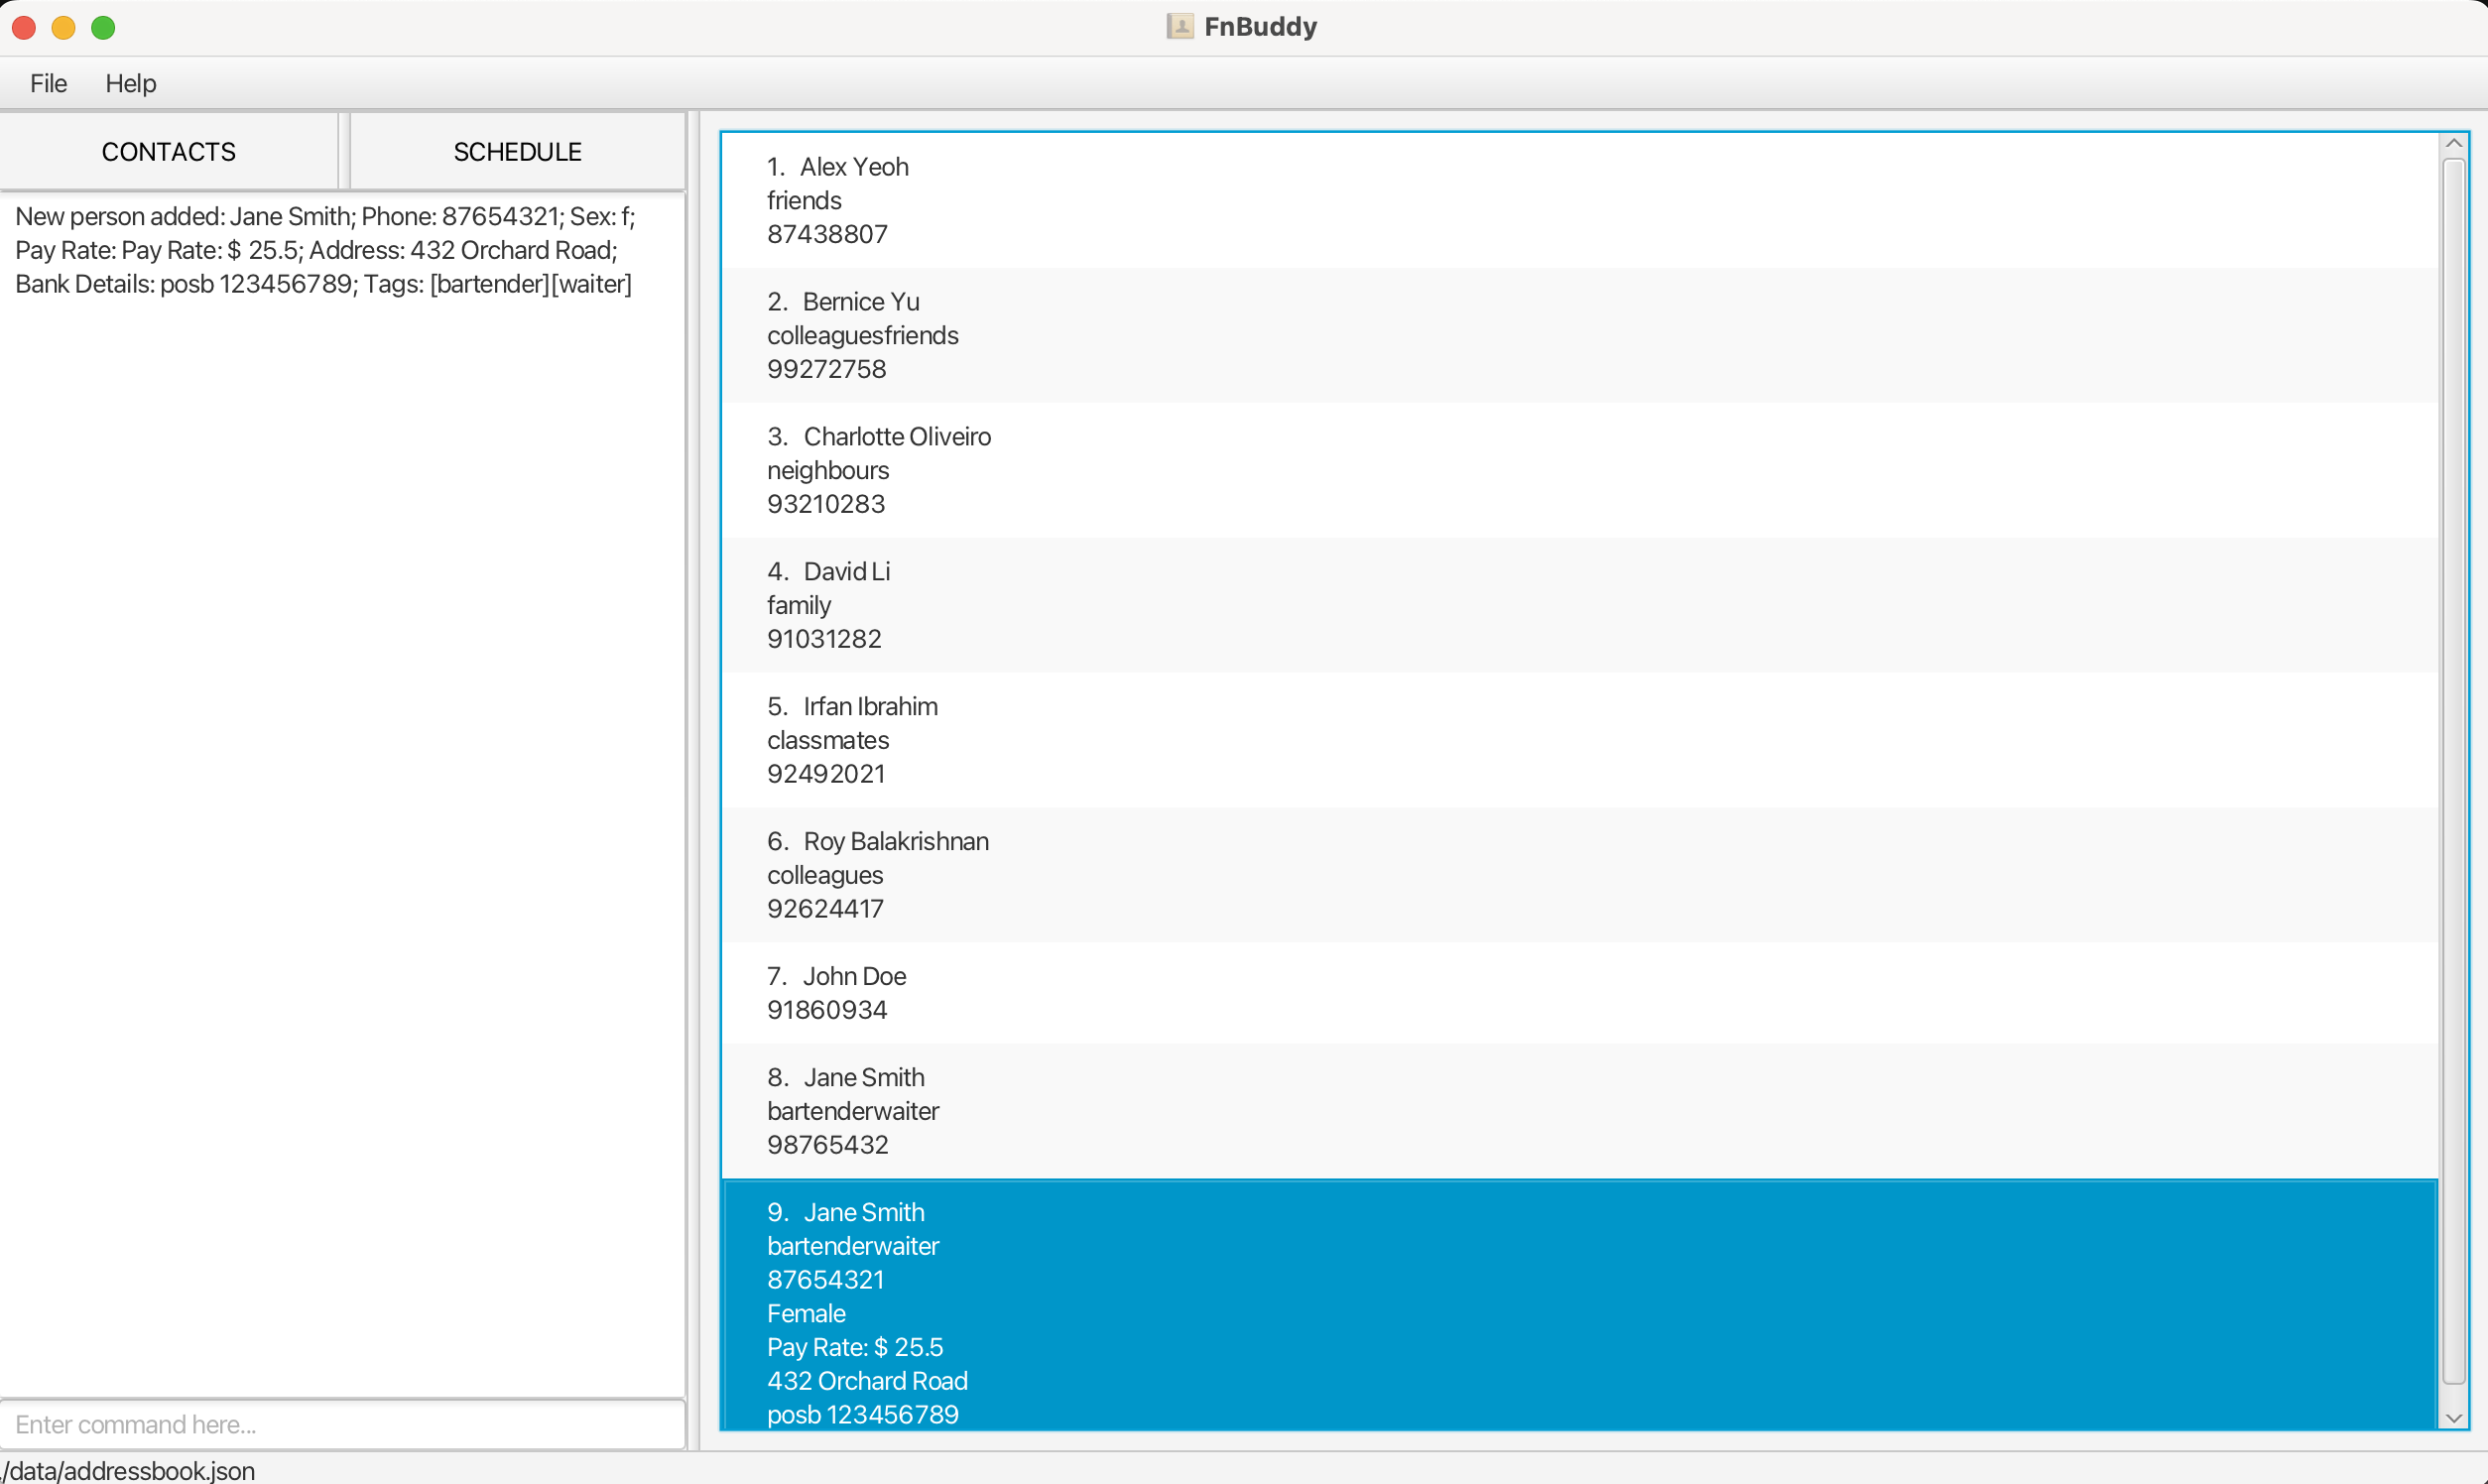 FnBuddy
File Help
CONTACTS SCHEDULE
New person added: Jane Smith; Phone: 87654321; Sex: f;
Pay Rate: Pay Rate: $ 25.5; Address: 432 Orchard Road;
Bank Details: posb 123456789; Tags: [bartender][waiter]
Enter command here...
1. Alex Yeoh
friends
87438807
2. Bernice Yu
colleaguesfriends
99272758
3. Charlotte Oliveiro
neighbours
93210283
4. David Li
family
91031282
5. Irfan Ibrahim
classmates
92492021
6. Roy Balakrishnan
colleagues
92624417
7. John Doe
91860934
8. Jane Smith
bartenderwaiter
98765432
9. Jane Smith
bartenderwaiter
87654321
Female
Pay Rate: $ 25.5
432 Orchard Road
posb 123456789
./data/addressbook.json